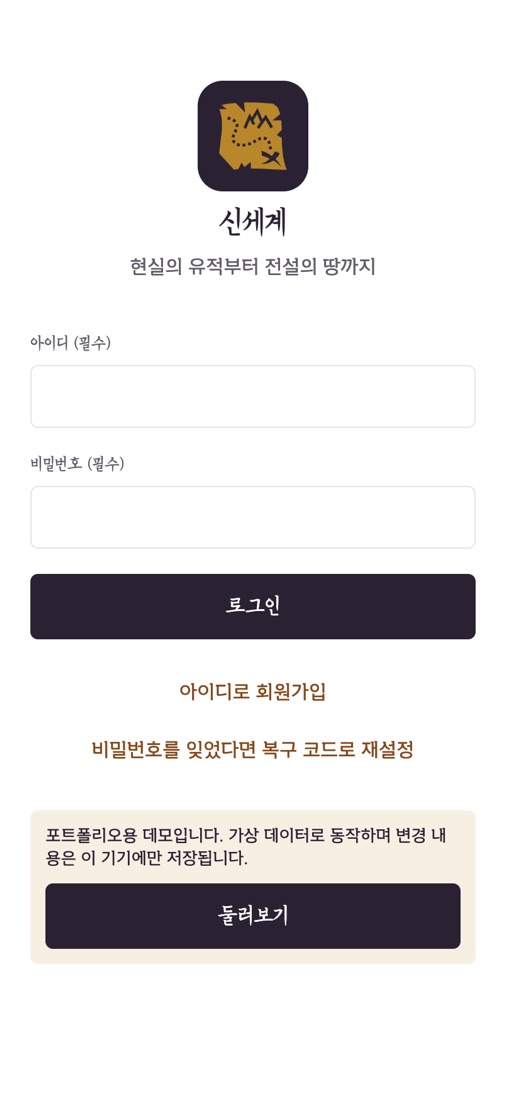 신세계
현실의 유적부터 전설의 땅까지
아이디 (필수)
비밀번호 (필수)
로그인
아이디로 회원가입
비밀번호를 잊었다면 복구 코드로 재설정
포트폴리오용 데모입니다. 가상 데이터로 동작하며 변경 내
용은 이 기기에만 저장됩니다.
둘러보기